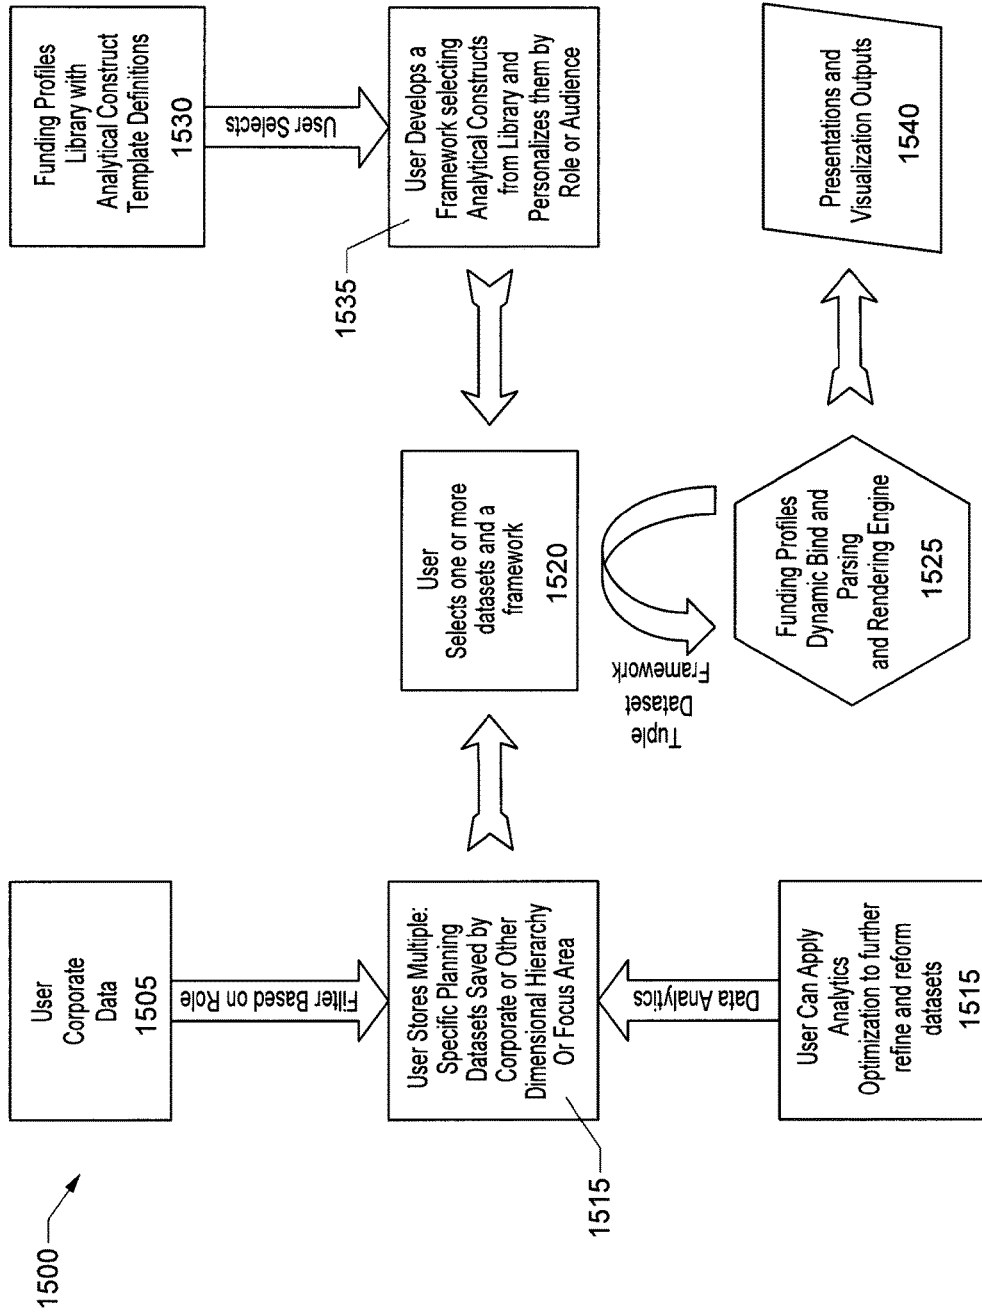 1500
User
Corporate
Data
1505
Filter Based on Role
User Stores Multiple:
Specific Planning
Datasets Saved by
Corporate or Other
Dimensional Hierarchy
Or Focus Area
1515
Data Analytics
User Can Apply
Analytics
Optimization to further
refine and reform
datasets
1515
User
Selects one or more
datasets and a
framework
1520
Tuple
Dataset
Framework
Funding Profiles
Dynamic Bind and
Parsing
and Rendering Engine
1525
Funding Profiles
Library with
Analytical Construct
Template Definitions
1530
User Selects
User Develops a
Framework selecting
Analytical Constructs
from Library and
Personalizes them by
Role or Audience
1535
Presentations and
Visualization Outputs
1540